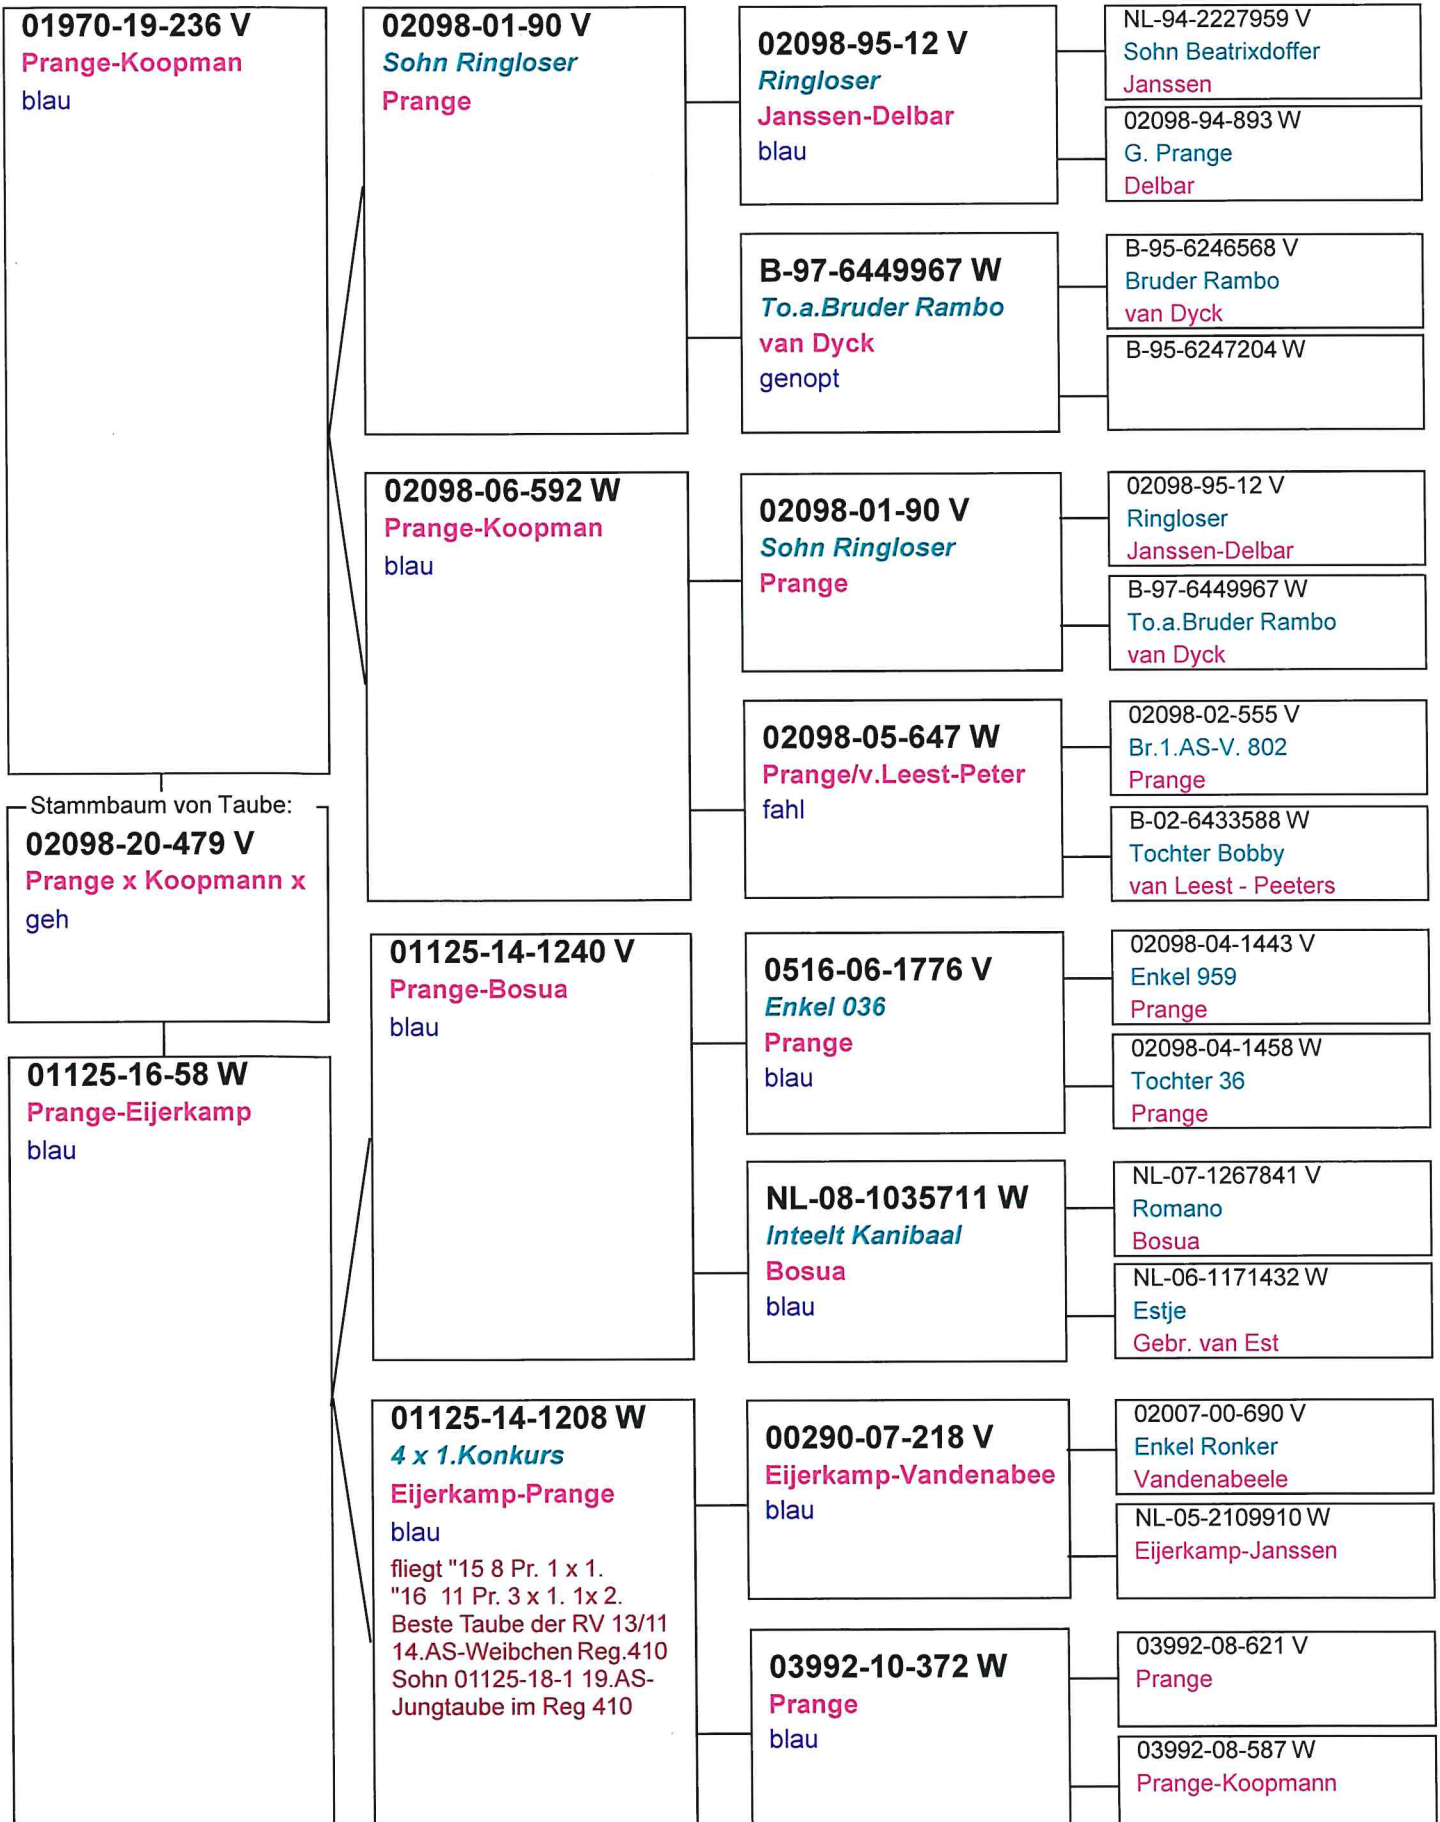 01970-19-236 V
Prange-Koopman
blau
Stammbaum von Taube:
02098-20-479 V
Prange x Koopmann x
geh
01125-16-58 W
Prange-Eijerkamp
blau
02098-01-90 V
Sohn Ringloser
Prange
02098-06-592 W
Prange-Koopman
blau
01125-14-1240 V
Prange-Bosua
blau
01125-14-1208 W
4 x 1.Konkurs
Eijerkamp-Prange
blau
fliegt "15 8 Pr. 1 x 1.
"16 11 Pr. 3 x 1. 1x 2.
Beste Taube der RV 13/11
14.AS-Weibchen Reg.410
Sohn 01125-18-1 19.AS-
Jungtaube im Reg 410
02098-95-12 V
Ringloser
Janssen-Delbar
blau
B-97-6449967 W
To.a.Bruder Rambo
van Dyck
genopt
02098-01-90 V
Sohn Ringloser
Prange
02098-05-647 W
Prange/v.Leest-Peter
fahl
0516-06-1776 V
Enkel 036
Prange
blau
NL-08-1035711 W
Inteelt Kanibaal
Bosua
blau
00290-07-218 V
Eijerkamp-Vandenabee
blau
03992-10-372 W
Prange
blau
NL-94-2227959 V
Sohn Beatrixdoffer
Janssen
02098-94-893 W
G. Prange
Delbar
B-95-6246568 V
Bruder Rambo
van Dyck
B-95-6247204 W
02098-95-12 V
Ringloser
Janssen-Delbar
B-97-6449967 W
To.a.Bruder Rambo
van Dyck
02098-02-555 V
Br.1.AS-V. 802
Prange
B-02-6433588 W
Tochter Bobby
van Leest - Peeters
02098-04-1443 V
Enkel 959
Prange
02098-04-1458 W
Tochter 36
Prange
NL-07-1267841 V
Romano
Bosua
NL-06-1171432 W
Estje
Gebr. van Est
02007-00-690 V
Enkel Ronker
Vandenabeele
NL-05-2109910 W
Eijerkamp-Janssen
03992-08-621 V
Prange
03992-08-587 W
Prange-Koopmann